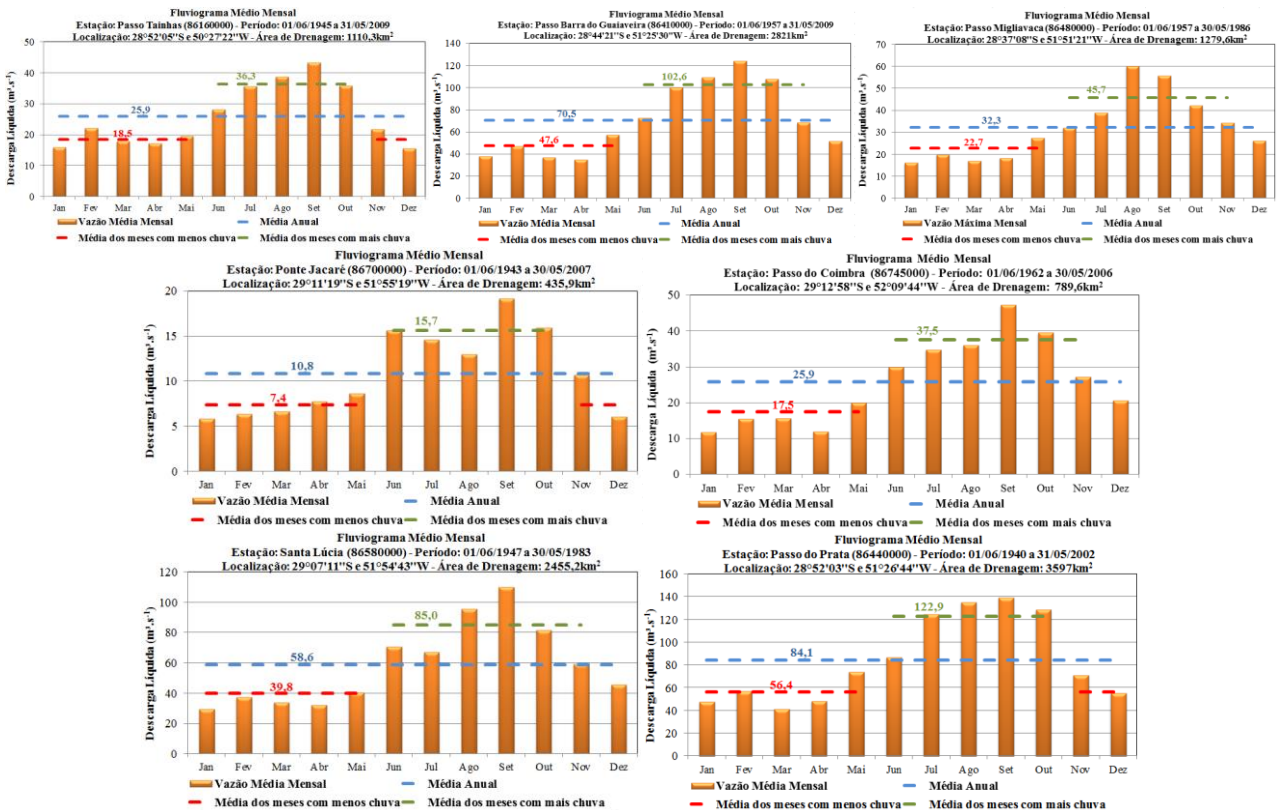 Fluviograma Médio Mensal
Estação: Passo Tainhas (86160000) - Período: 01/06/1945 a 31/05/2009
Localização: 28°52'05"S e 50°27'22"W - Área de Drenagem: 1110,3km²
Descarga Líquida (m³.s⁻¹)
50
40
30
20
10
0
36,3
25,9
18,5
Jan Fev Mar Abr Mai Jun Jul Ago Set Out Nov Dez
Vazão Média Mensal Média Anual
Média dos meses com menos chuva Média dos meses com mais chuva
Fluviograma Médio Mensal
Estação: Passo Barra do Guaiaveira (86410000) - Período: 01/06/1957 a 31/05/2009
Localização: 28°44'21"S e 51°25'30"W - Área de Drenagem: 2821km²
Descarga Líquida (m³.s⁻¹)
140
120
100
80
60
40
20
0
102,6
70,5
47,6
Jan Fev Mar Abr Mai Jun Jul Ago Set Out Nov Dez
Vazão Média Mensal Média Anual
Média dos meses com menos chuva Média dos meses com mais chuva
Fluviograma Médio Mensal
Estação: Passo Migliavaca (86480000) - Período: 01/06/1957 a 30/05/1986
Localização: 28°37'08"S e 51°51'21"W - Área de Drenagem: 1279,6km²
Descarga Líquida (m³.s⁻¹)
70
60
50
40
30
20
10
0
45,7
32,3
22,7
Jan Fev Mar Abr Mai Jun Jul Ago Set Out Nov Dez
Vazão Máxima Mensal Média Anual
Média dos meses com menos chuva Média dos meses com mais chuva
Fluviograma Médio Mensal
Estação: Ponte Jacaré (86700000) - Período: 01/06/1943 a 30/05/2007
Localização: 29°11'19"S e 51°55'19"W - Área de Drenagem: 435,9km²
Descarga Líquida (m³.s⁻¹)
20
15
10
5
0
15,7
10,8
7,4
Jan Fev Mar Abr Mai Jun Jul Ago Set Out Nov Dez
Vazão Média Mensal Média Anual
Média dos meses com menos chuva Média dos meses com mais chuva
Fluviograma Médio Mensal
Estação: Passo do Coimbra (86745000) - Período: 01/06/1962 a 30/05/2006
Localização: 29°12'58"S e 52°09'44"W - Área de Drenagem: 789,6km²
Descarga Líquida (m³.s⁻¹)
50
40
30
20
10
0
37,5
25,9
17,5
Jan Fev Mar Abr Mai Jun Jul Ago Set Out Nov Dez
Vazão Média Mensal Média Anual
Média dos meses com menos chuva Média dos meses com mais chuva
Fluviograma Médio Mensal
Estação: Santa Lúcia (86580000) - Período: 01/06/1947 a 30/05/1983
Localização: 29°07'11"S e 51°54'43"W - Área de Drenagem: 2455,2km²
Descarga Líquida (m³.s⁻¹)
120
100
80
60
40
20
0
85,0
58,6
39,8
Jan Fev Mar Abr Mai Jun Jul Ago Set Out Nov Dez
Vazão Média Mensal Média Anual
Média dos meses com menos chuva Média dos meses com mais chuva
Fluviograma Médio Mensal
Estação: Passo do Prata (86440000) - Período: 01/06/1940 a 31/05/2002
Localização: 28°52'03"S e 51°26'44"W - Área de Drenagem: 3597km²
Descarga Líquida (m³.s⁻¹)
160
140
120
100
80
60
40
20
0
122,9
84,1
56,4
Jan Fev Mar Abr Mai Jun Jul Ago Set Out Nov Dez
Vazão Média Mensal Média Anual
Média dos meses com menos chuva Média dos meses com mais chuva